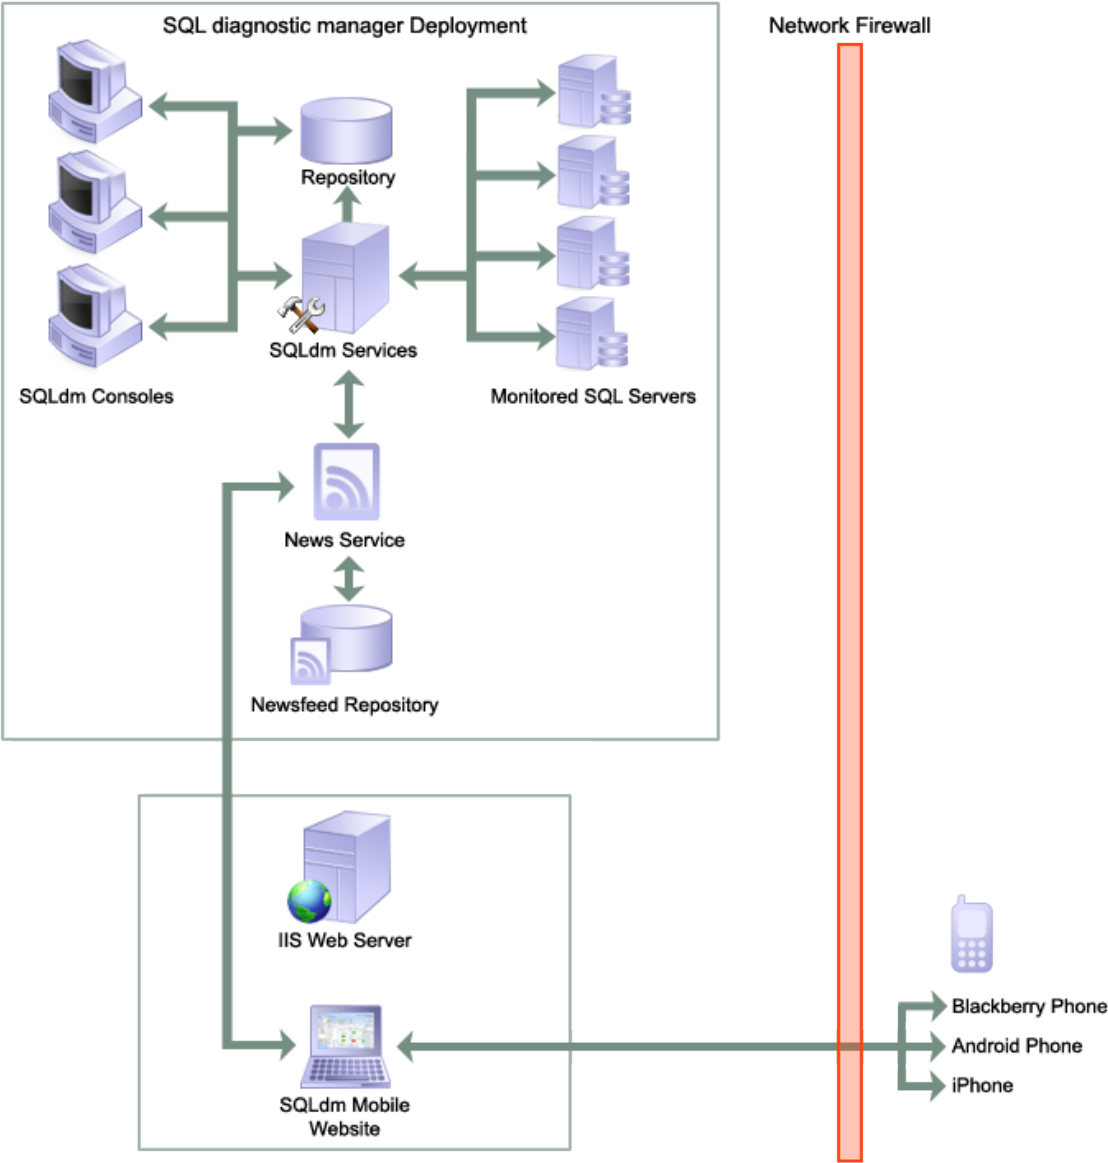 SQL diagnostic manager Deployment
Network Firewall
Repository
SQLdm Services
SQLdm Consoles
Monitored SQL Servers
News Service
Newsfeed Repository
IIS Web Server
Blackberry Phone
Android Phone
iPhone
SQLdm Mobile
Website